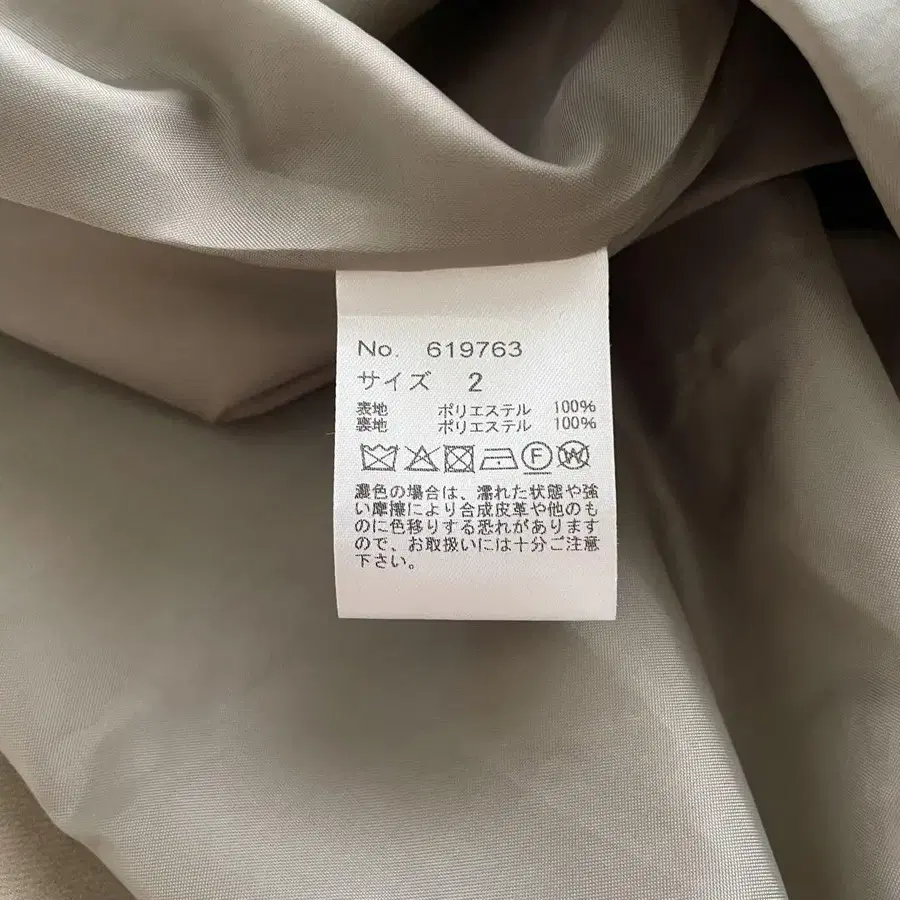 No. 619763
サイズ 2
表地 ポリエステル 100%
裏地 ポリエステル 100%
F W
濃色の場合は、濡れた状態や強
い摩擦により合成皮革や他のも
のに色移りする恐れがあります
ので、お取扱いには十分ご注意
下さい。